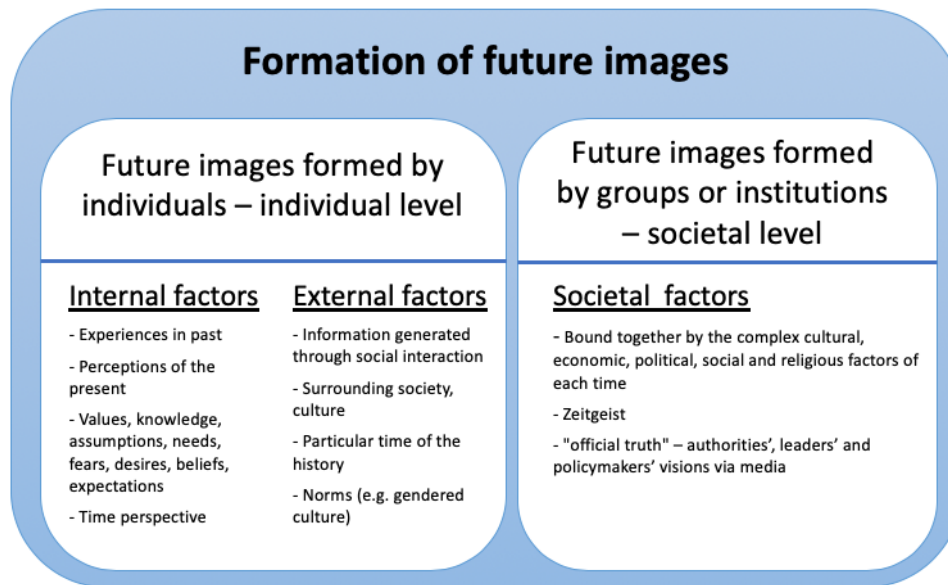 Formation of future images
Future images formed by
individuals – individual level
Internal factors
- Experiences in past
- Perceptions of the
present
- Values, knowledge,
assumptions, needs,
fears, desires, beliefs,
expectations
- Time perspective
External factors
- Information generated
through social interaction
- Surrounding society,
culture
- Particular time of the
history
- Norms (e.g. gendered
culture)
Future images formed
by groups or institutions
– societal level
Societal factors
- Bound together by the complex cultural,
economic, political, social and religious factors of
each time
- Zeitgeist
- "official truth" – authorities’, leaders’ and
policymakers’ visions via media